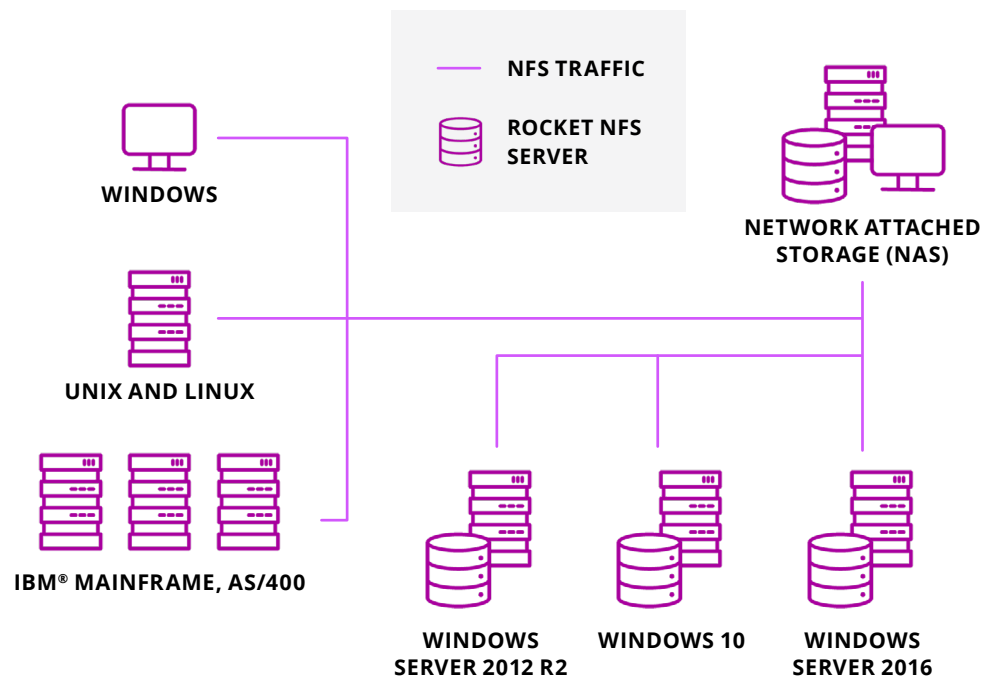 NFS TRAFFIC
ROCKET NFS
SERVER
WINDOWS
NETWORK ATTACHED
STORAGE (NAS)
UNIX AND LINUX
IBM® MAINFRAME, AS/400
WINDOWS
SERVER 2012 R2
WINDOWS 10
WINDOWS
SERVER 2016